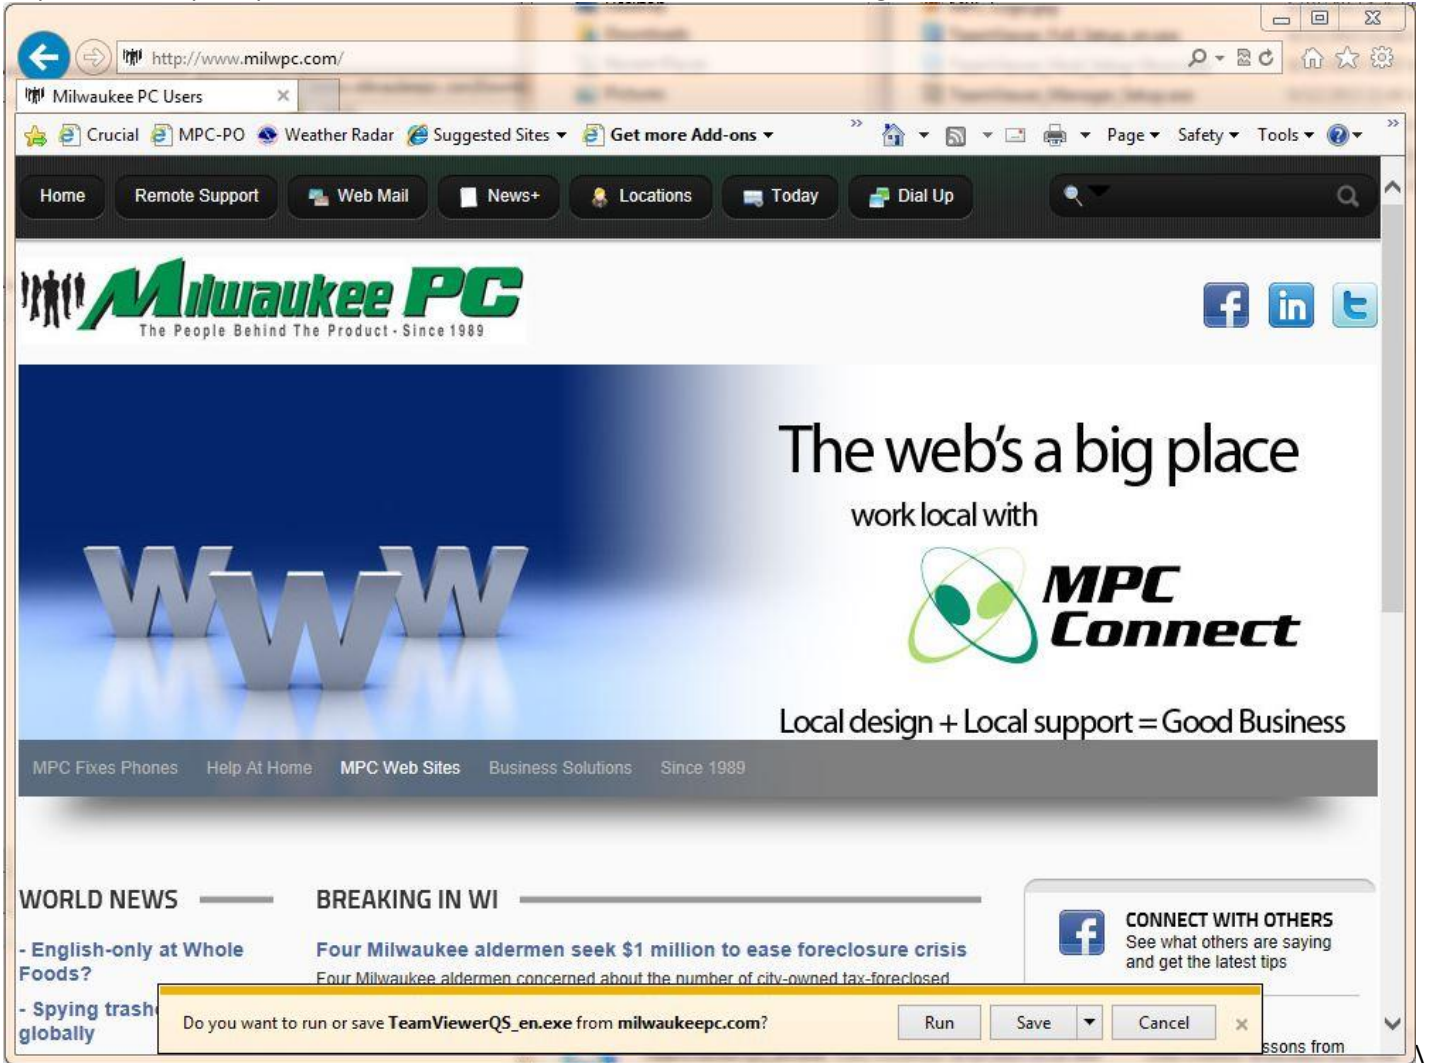 http://www.milwpc.com/
Milwaukee PC Users
Crucial MPC-PO Weather Radar Suggested Sites Get more Add-ons Page Safety Tools
Home Remote Support Web Mail News+ Locations Today Dial Up
Milwaukee PC
The People Behind The Product - Since 1989
f in t
The web's a big place
work local with
WWW
MPC
Connect
Local design + Local support = Good Business
MPC Fixes Phones Help At Home MPC Web Sites Business Solutions Since 1989
WORLD NEWS
- English-only at Whole
Foods?
- Spying trash
globally
BREAKING IN WI
Four Milwaukee aldermen seek $1 million to ease foreclosure crisis
Four Milwaukee aldermen concerned about the number of city-owned tax-foreclosed
f
CONNECT WITH OTHERS
See what others are saying
and get the latest tips
ssons from
Do you want to run or save TeamViewerQS_en.exe from milwaukeepc.com?
Run Save Cancel
\